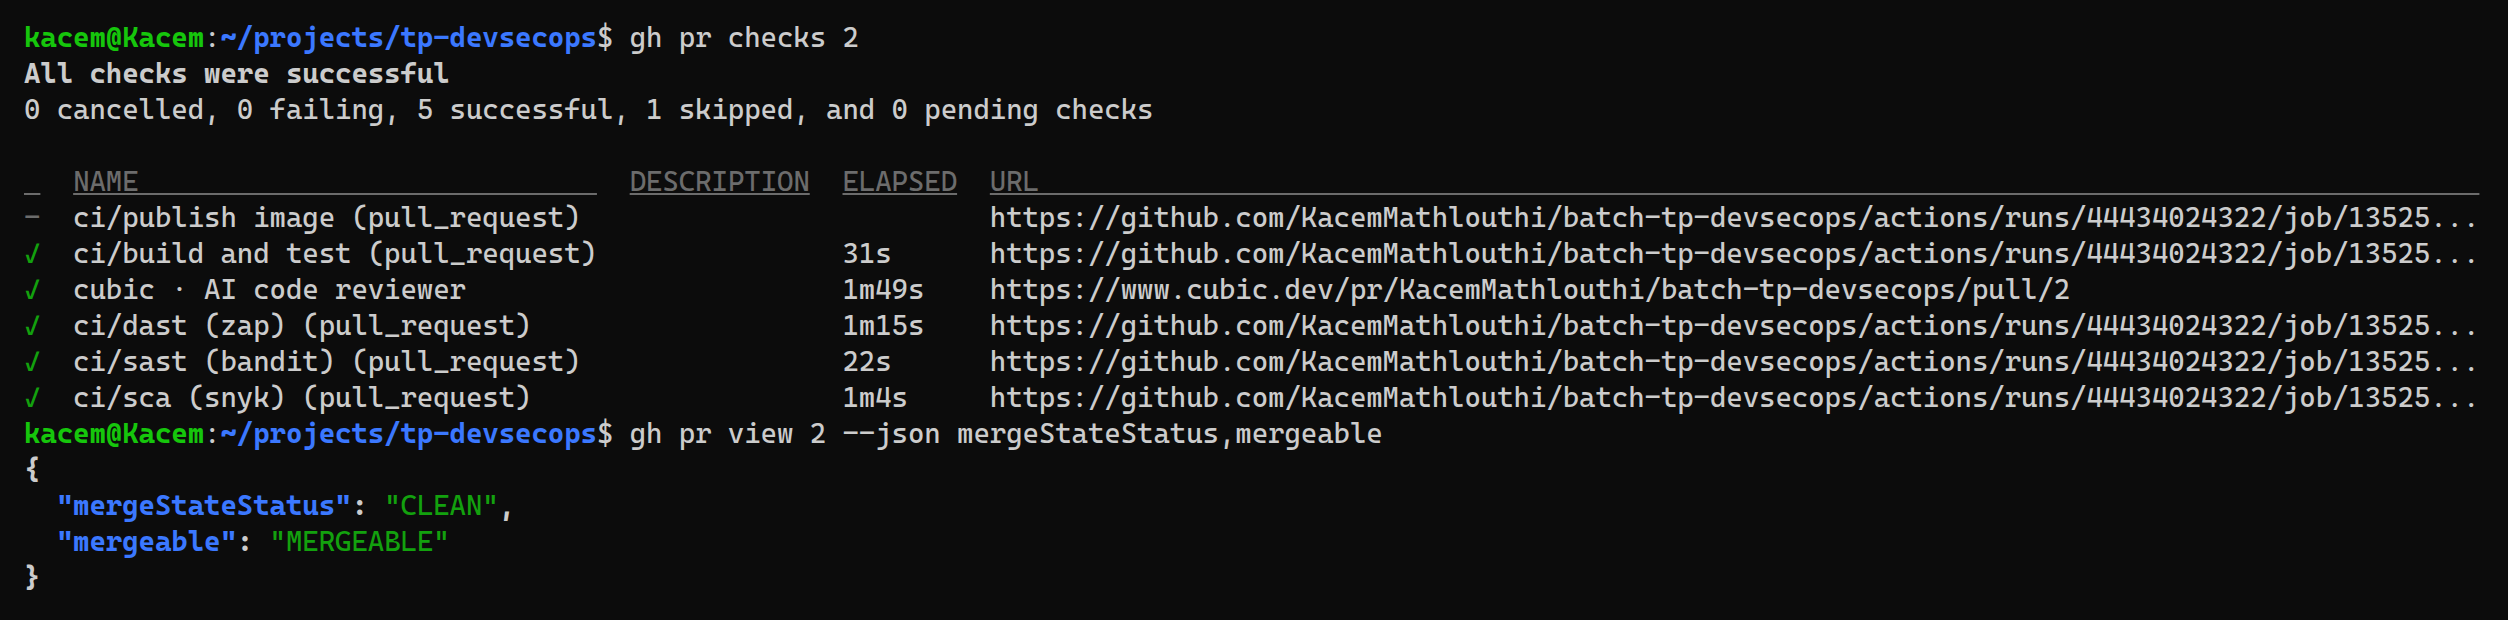 kacem@Kacem:~/projects/tp-devsecops$ gh pr checks 2
All checks were successful
0 cancelled, 0 failing, 5 successful, 1 skipped, and 0 pending checks
_  NAME  DESCRIPTION  ELAPSED  URL
-  ci/publish image (pull_request)  https://github.com/KacemMathlouthi/batch-tp-devsecops/actions/runs/44434024322/job/13525...
✓  ci/build and test (pull_request)  31s  https://github.com/KacemMathlouthi/batch-tp-devsecops/actions/runs/44434024322/job/13525...
✓  cubic · AI code reviewer  1m49s  https://www.cubic.dev/pr/KacemMathlouthi/batch-tp-devsecops/pull/2
✓  ci/dast (zap) (pull_request)  1m15s  https://github.com/KacemMathlouthi/batch-tp-devsecops/actions/runs/44434024322/job/13525...
✓  ci/sast (bandit) (pull_request)  22s  https://github.com/KacemMathlouthi/batch-tp-devsecops/actions/runs/44434024322/job/13525...
✓  ci/sca (snyk) (pull_request)  1m4s  https://github.com/KacemMathlouthi/batch-tp-devsecops/actions/runs/44434024322/job/13525...
kacem@Kacem:~/projects/tp-devsecops$ gh pr view 2 --json mergeStateStatus,mergeable
{
  "mergeStateStatus": "CLEAN",
  "mergeable": "MERGEABLE"
}